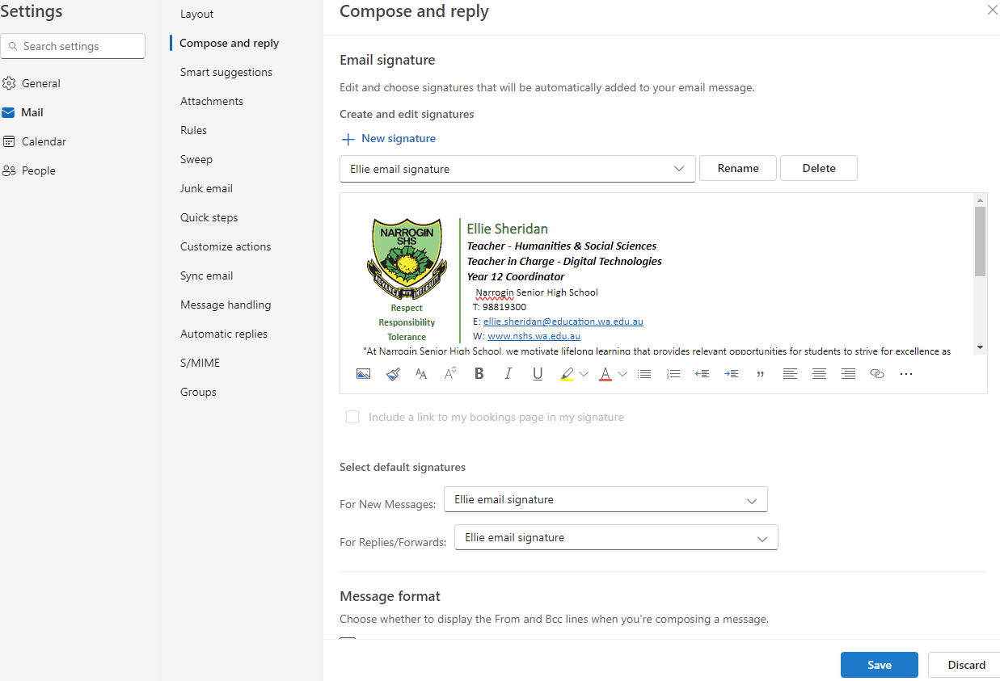 Settings
Search settings
General
Mail
Calendar
People
Layout
Compose and reply
Smart suggestions
Attachments
Rules
Sweep
Junk email
Quick steps
Customize actions
Sync email
Message handling
Automatic replies
S/MIME
Groups
Compose and reply
Email signature
Edit and choose signatures that will be automatically added to your email message.
Create and edit signatures
New signature
Ellie email signature
Rename
Delete
NARROGIN
SHS
Respect
Responsibility
Tolerance
Ellie Sheridan
Teacher - Humanities & Social Sciences
Teacher in Charge - Digital Technologies
Year 12 Coordinator
Narrogin Senior High School
T: 98819300
E: ellie.sheridan@education.wa.edu.au
W: www.nshs.wa.edu.au
"At Narrogin Senior High School, we motivate lifelong learning that provides relevant opportunities for students to strive for excellence as
Include a link to my bookings page in my signature
Select default signatures
For New Messages: Ellie email signature
For Replies/Forwards: Ellie email signature
Message format
Choose whether to display the From and Bcc lines when you're composing a message.
Save
Discard